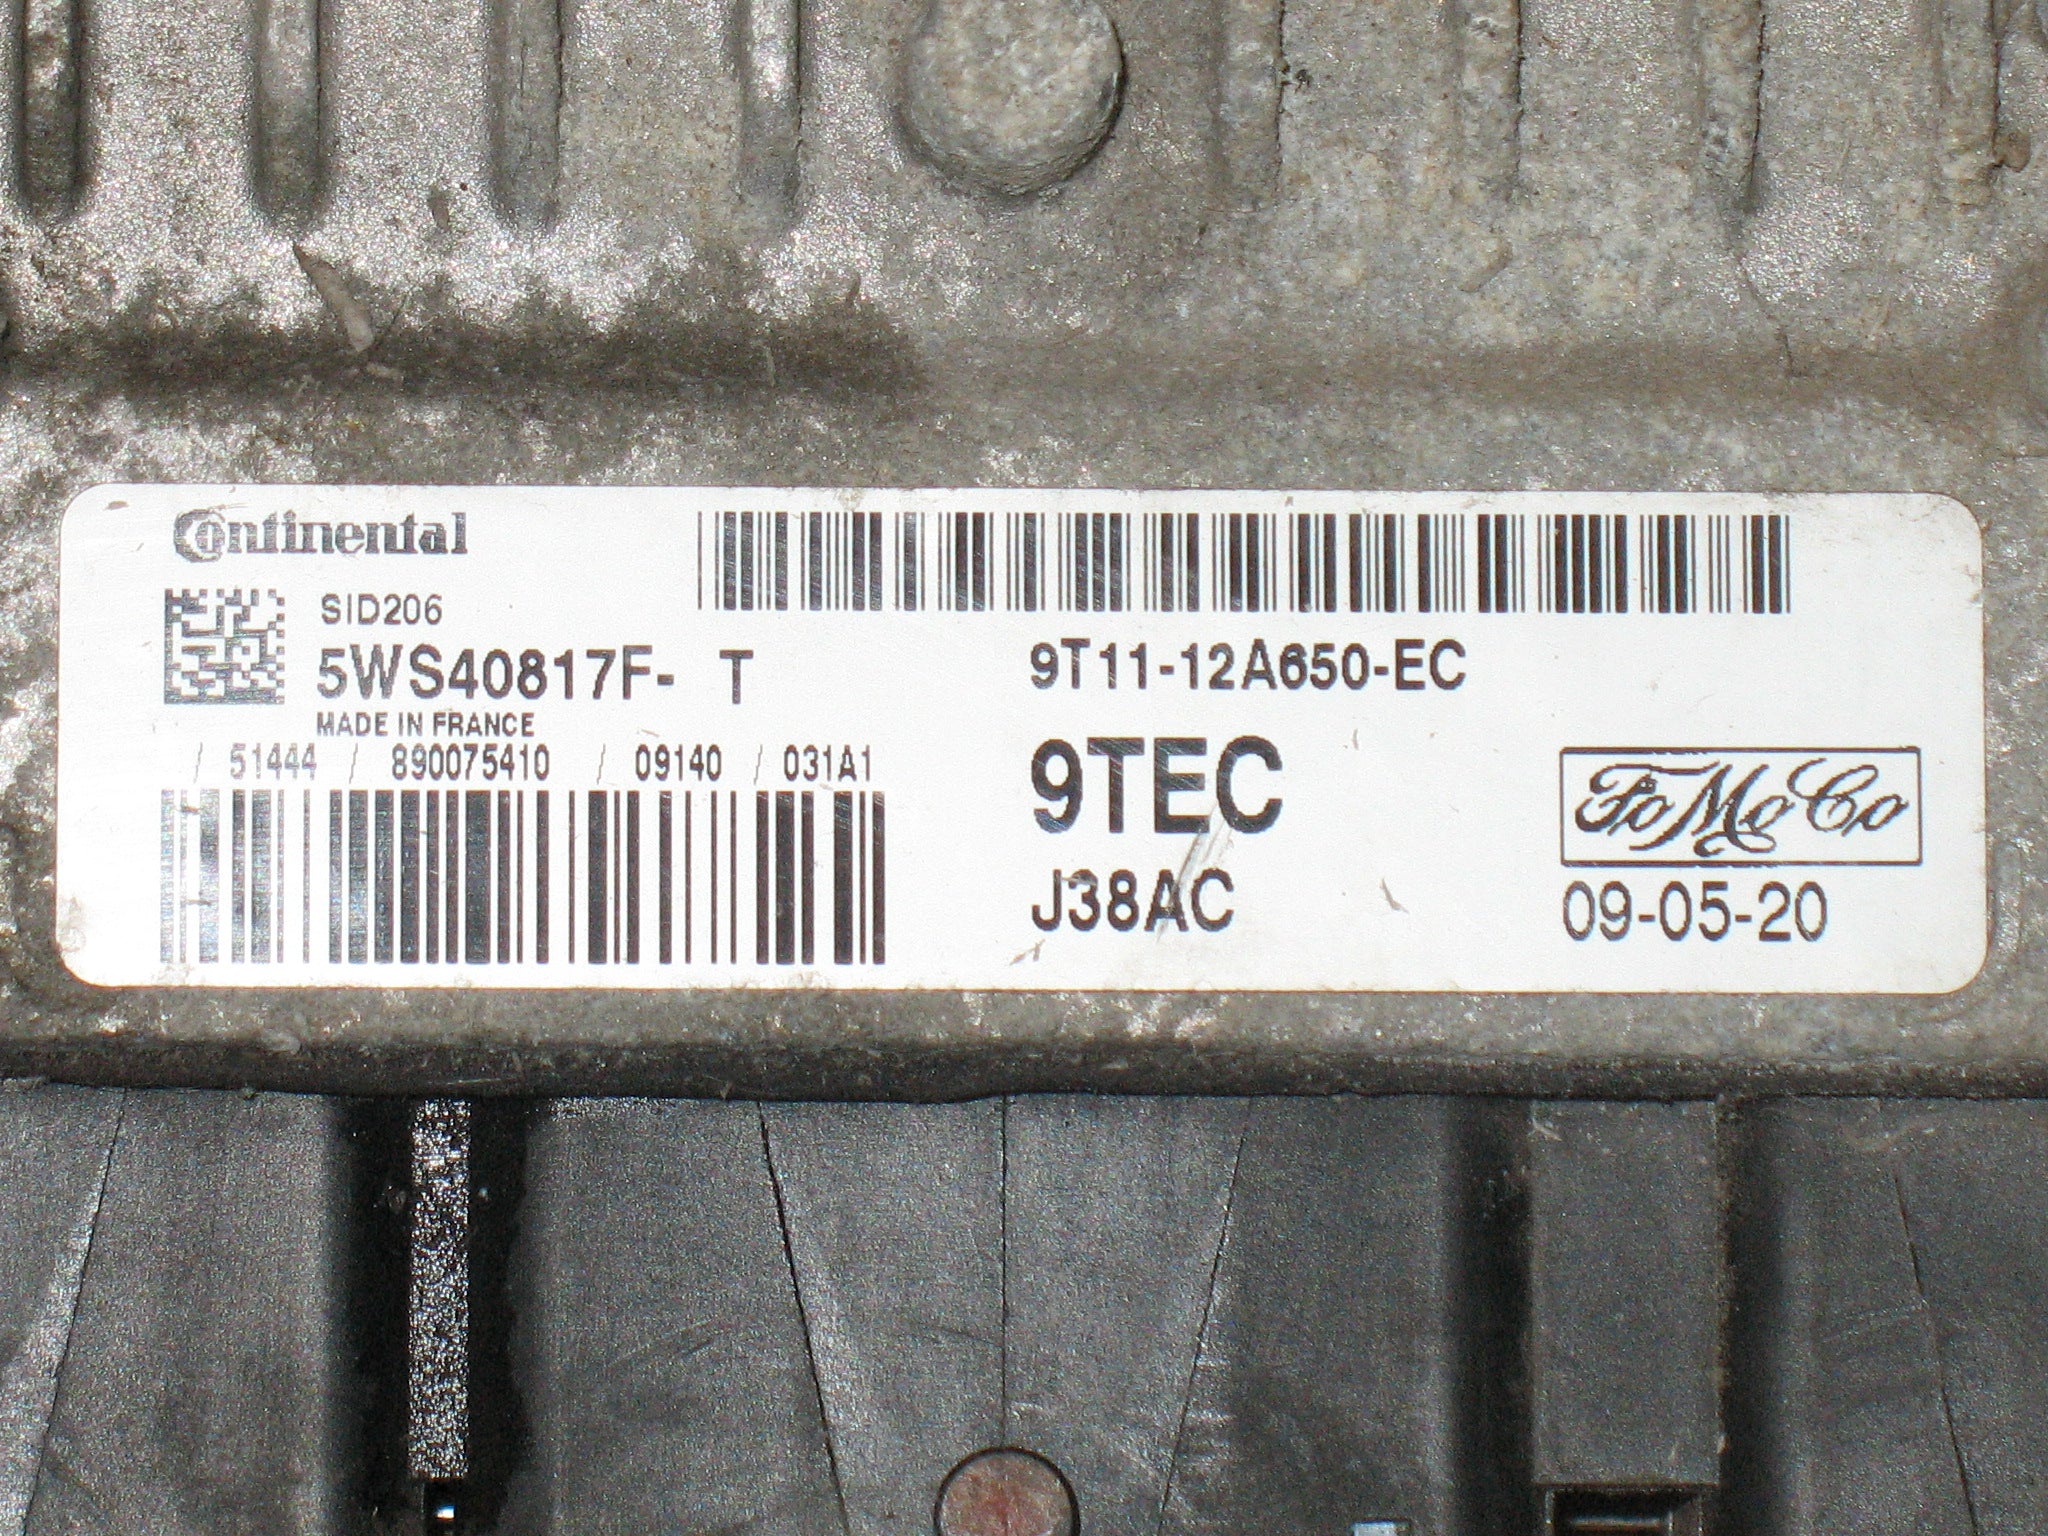 Continental
SID206
5WS40817F- T
MADE IN FRANCE
/ 51444 / 890075410 / 09140 / 031A1
9T11-12A650-EC
9TEC
J38AC
FoMoCo
09-05-20